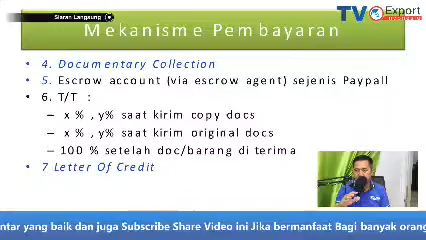 Siaran Langsung
TV Export
Mekanisme Pembayaran
• 4. Documentary Collection
• 5. Escrow account (via escrow agent) sejenis Paypall
• 6. T/T :
– x % , y% saat kirim copy docs
– x % , y% saat kirim original docs
– 100 % setelah doc/barang di terima
• 7 Letter Of Credit
ntar yang baik dan juga Subscribe Share Video ini Jika bermanfaat Bagi banyak orang